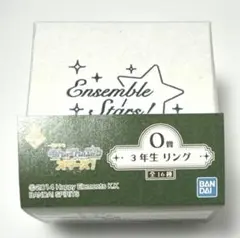 Ensemble
Stars!
O賞
3年生 リング
全16種
©2014 Happy Elements K.K
BANDAI SPIRITS
BANDAI